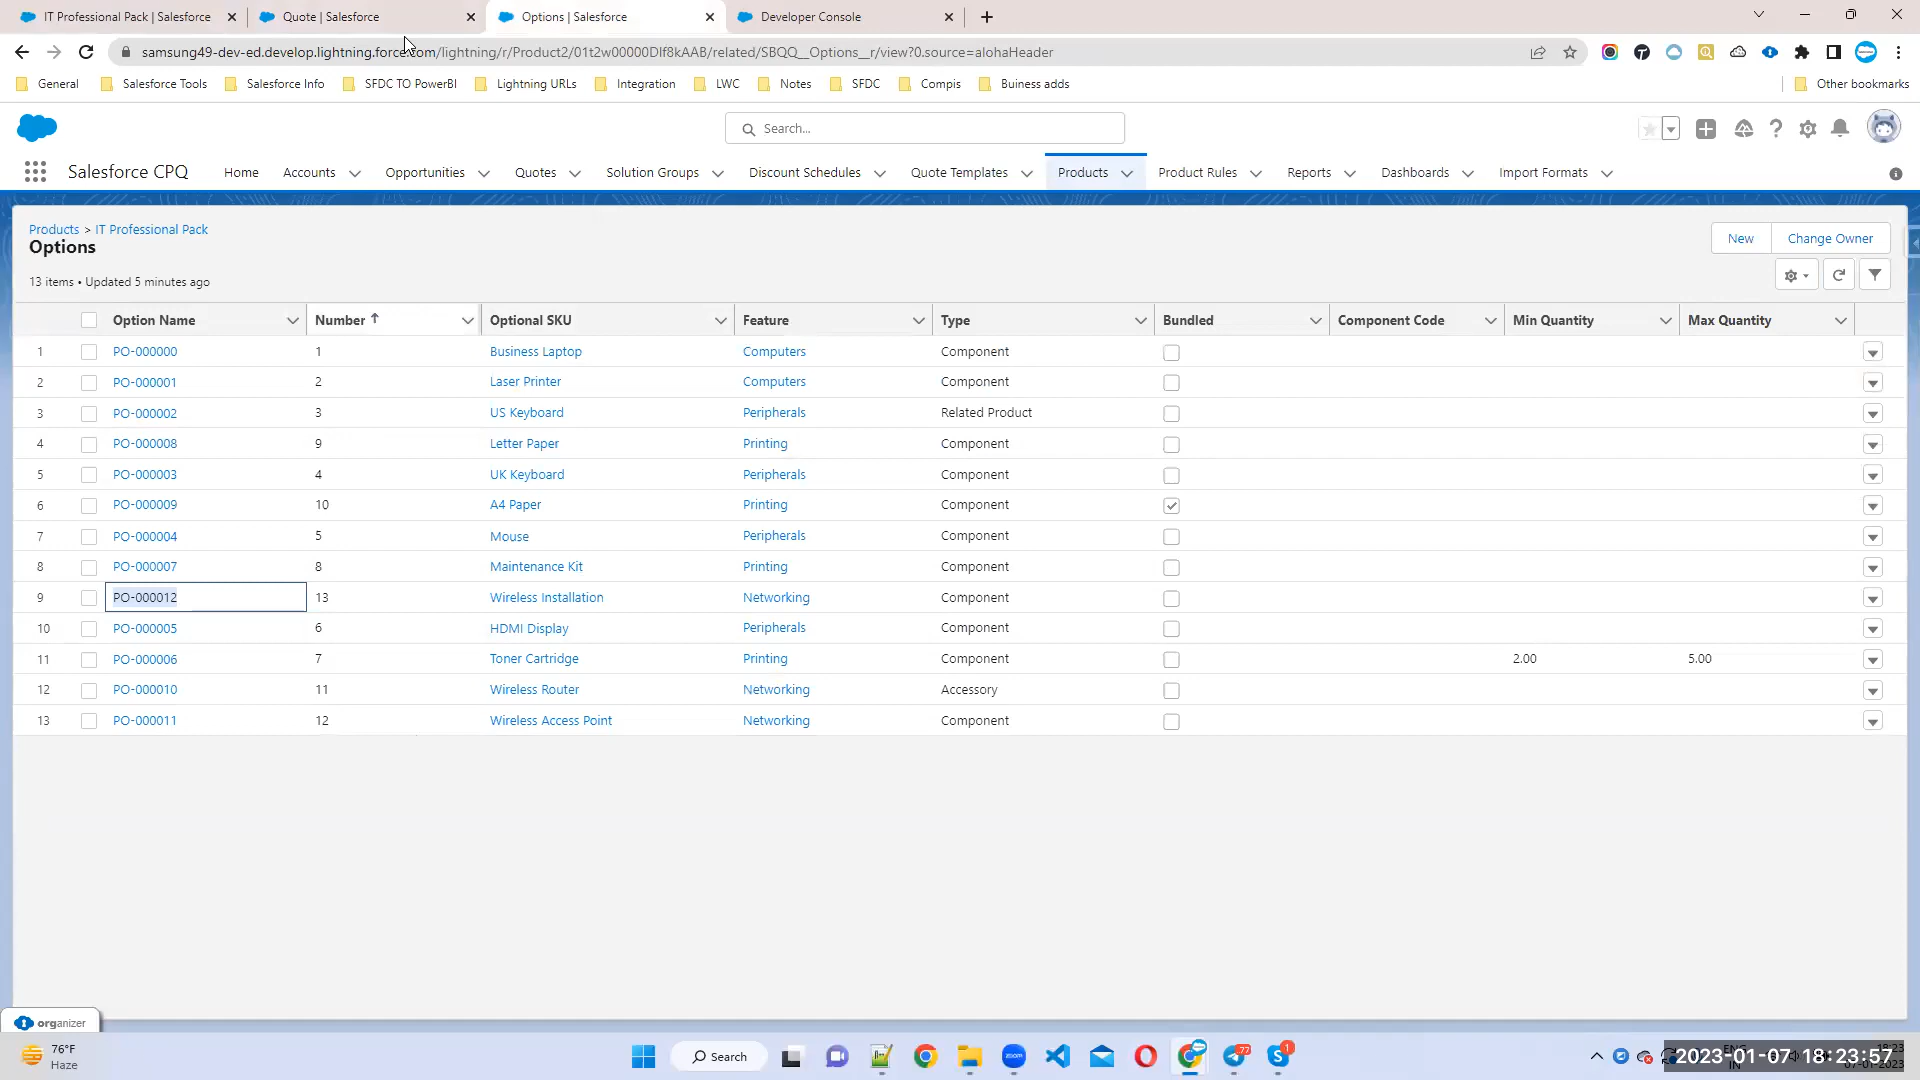 IT Professional Pack | Salesforce
Quote | Salesforce
Options | Salesforce
Developer Console
samsung49-dev-ed.develop.lightning.force.com/lightning/r/Product2/01t2w00000DIf8kAAB/related/SBQQ__Options__r/view?0.source=alohaHeader
General
Salesforce Tools
Salesforce Info
SFDC TO PowerBI
Lightning URLs
Integration
LWC
Notes
SFDC
Compis
Buiness adds
Other bookmarks
Search...
Salesforce CPQ
Home
Accounts
Opportunities
Quotes
Solution Groups
Discount Schedules
Quote Templates
Products
Product Rules
Reports
Dashboards
Import Formats
Products > IT Professional Pack
Options
New
Change Owner
13 items • Updated 5 minutes ago
Option Name Number Optional SKU Feature Type Bundled Component Code Min Quantity Max Quantity
1 PO-000000 1 Business Laptop Computers Component
2 PO-000001 2 Laser Printer Computers Component
3 PO-000002 3 US Keyboard Peripherals Related Product
4 PO-000008 9 Letter Paper Printing Component
5 PO-000003 4 UK Keyboard Peripherals Component
6 PO-000009 10 A4 Paper Printing Component
7 PO-000004 5 Mouse Peripherals Component
8 PO-000007 8 Maintenance Kit Printing Component
9 PO-000012 13 Wireless Installation Networking Component
10 PO-000005 6 HDMI Display Peripherals Component
11 PO-000006 7 Toner Cartridge Printing Component 2.00 5.00
12 PO-000010 11 Wireless Router Networking Accessory
13 PO-000011 12 Wireless Access Point Networking Component
organizer
76°F
Haze
Search
zoom
77
1
2023-01-07 18:23:57